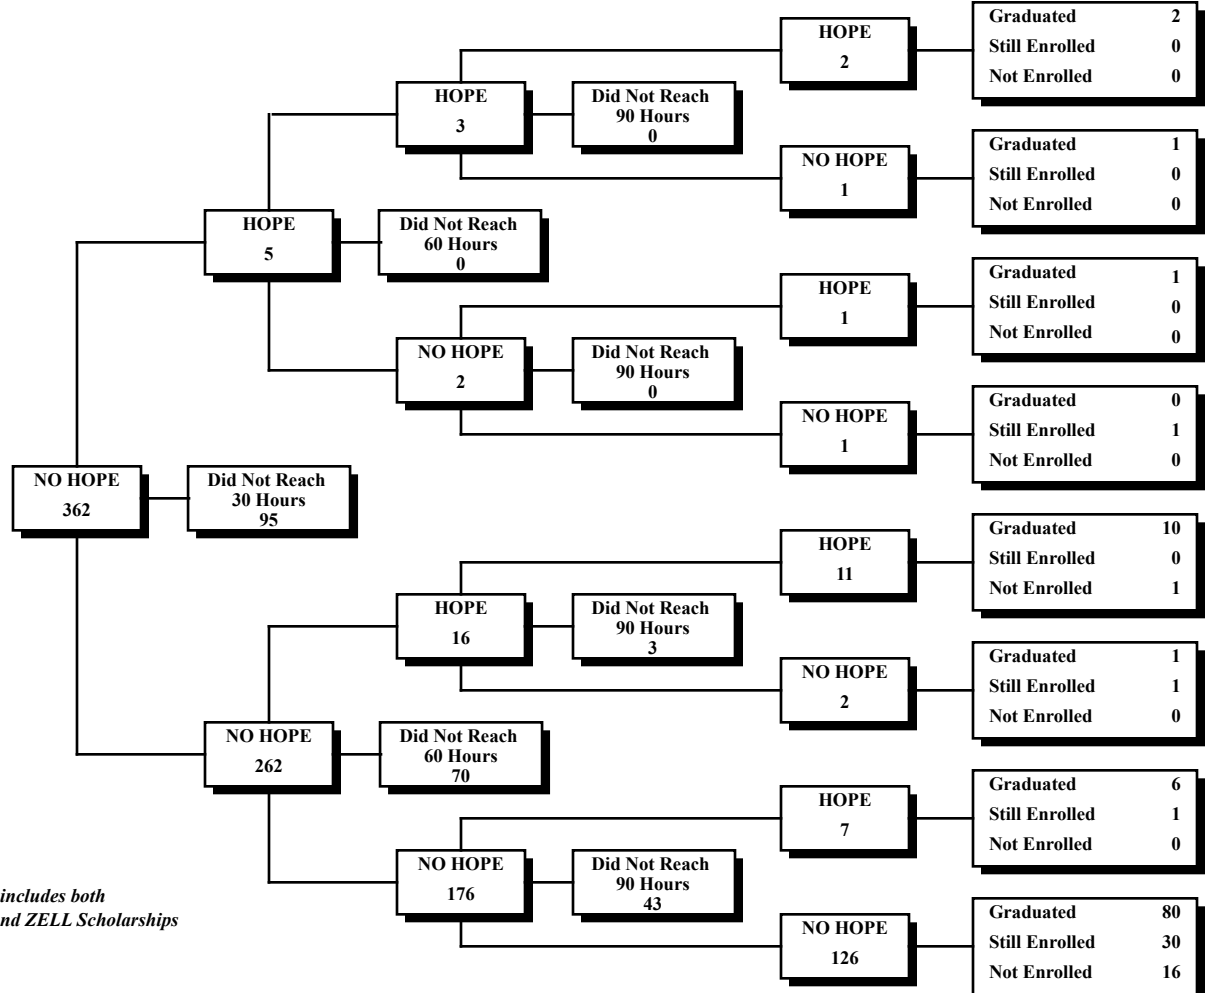 HOPE
2
Graduated 2
Still Enrolled 0
Not Enrolled 0
HOPE
3
Did Not Reach
90 Hours
0
NO HOPE
1
Graduated 1
Still Enrolled 0
Not Enrolled 0
HOPE
5
Did Not Reach
60 Hours
0
HOPE
1
Graduated 1
Still Enrolled 0
Not Enrolled 0
NO HOPE
2
Did Not Reach
90 Hours
0
NO HOPE
1
Graduated 0
Still Enrolled 1
Not Enrolled 0
NO HOPE
362
Did Not Reach
30 Hours
95
HOPE
11
Graduated 10
Still Enrolled 0
Not Enrolled 1
HOPE
16
Did Not Reach
90 Hours
3
NO HOPE
2
Graduated 1
Still Enrolled 1
Not Enrolled 0
NO HOPE
262
Did Not Reach
60 Hours
70
HOPE
7
Graduated 6
Still Enrolled 1
Not Enrolled 0
NO HOPE
176
Did Not Reach
90 Hours
43
NO HOPE
126
Graduated 80
Still Enrolled 30
Not Enrolled 16
includes both
nd ZELL Scholarships